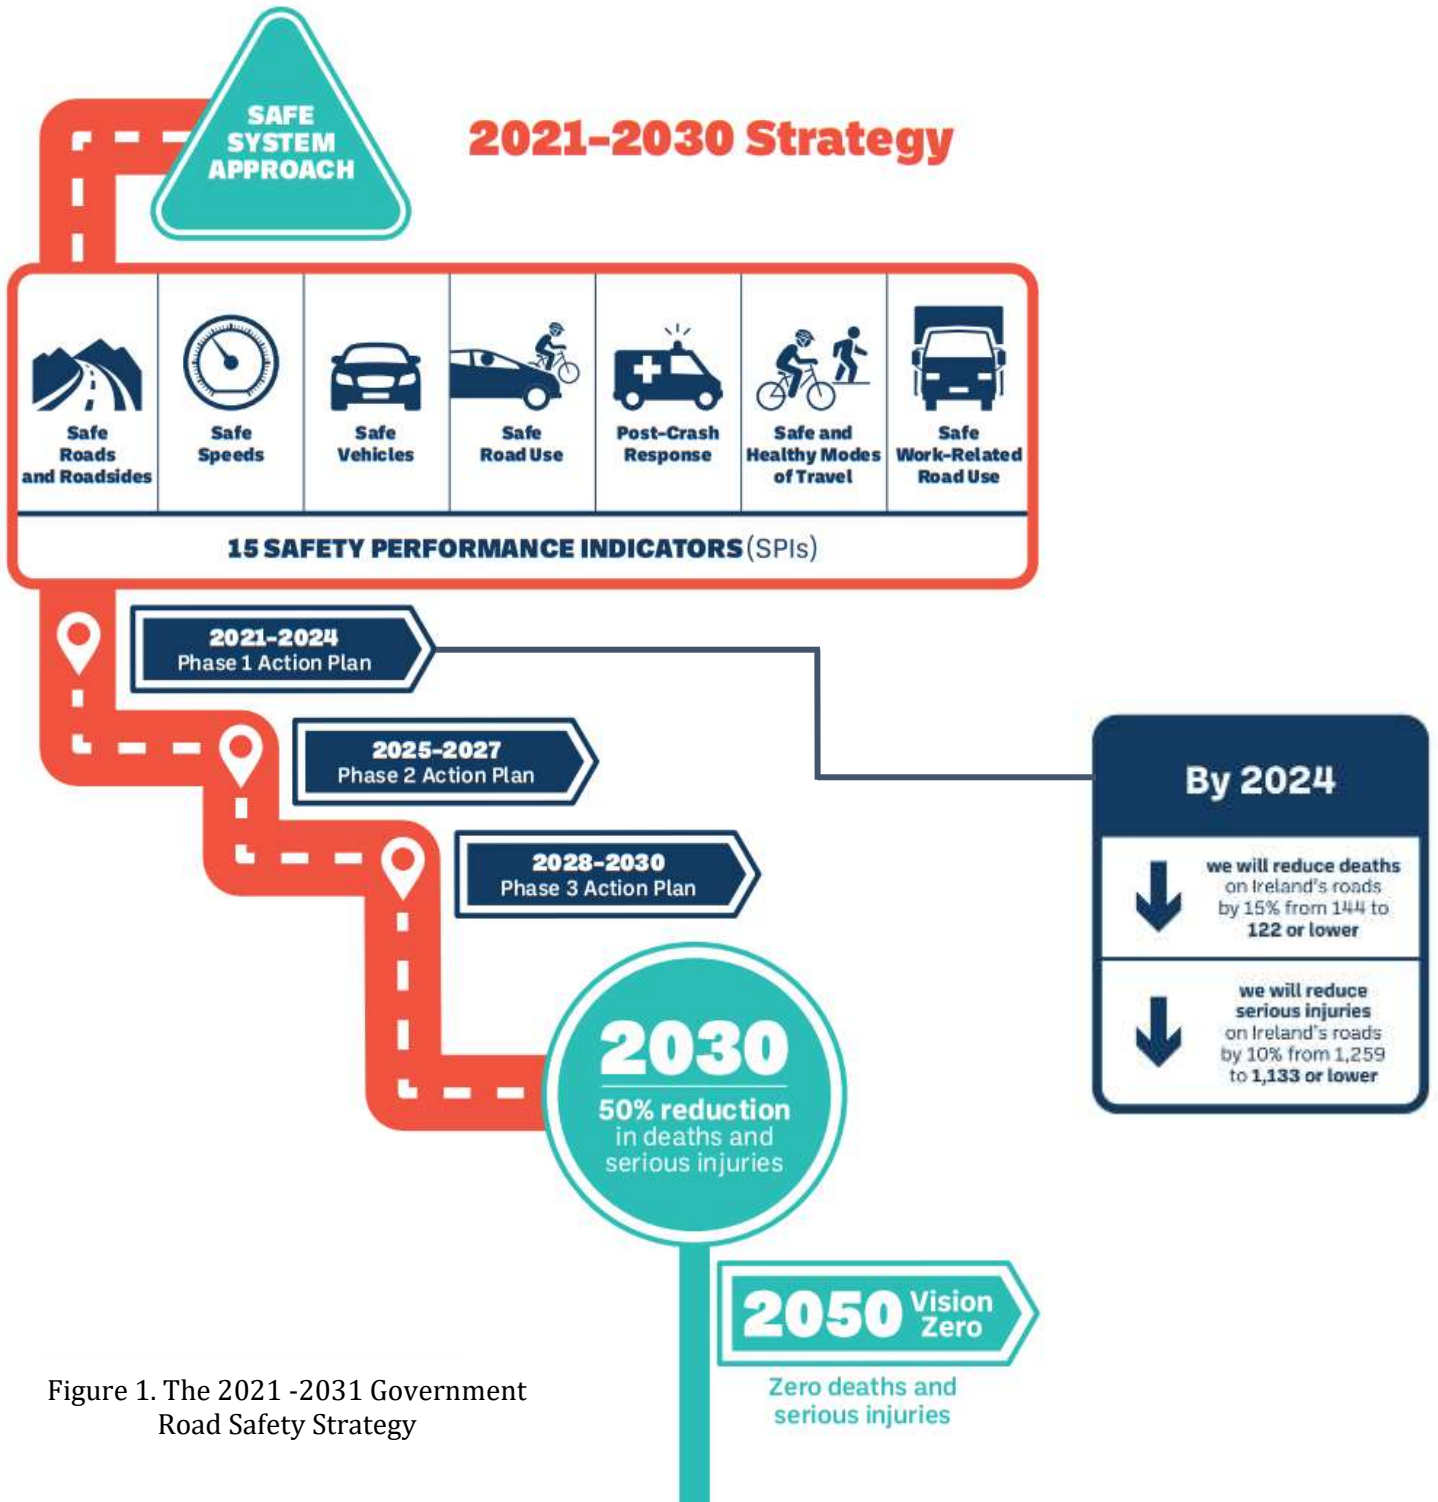 SAFE
SYSTEM
APPROACH
2021-2030 Strategy
Safe
Roads
and Roadsides
Safe
Speeds
Safe
Vehicles
Safe
Road Use
Post-Crash
Response
Safe and
Healthy Modes
of Travel
Safe
Work-Related
Road Use
15 SAFETY PERFORMANCE INDICATORS (SPIs)
2021-2024
Phase 1 Action Plan
2025-2027
Phase 2 Action Plan
2028-2030
Phase 3 Action Plan
By 2024
we will reduce deaths
on Ireland's roads
by 15% from 144 to
122 or lower
we will reduce
serious injuries
on Ireland's roads
by 10% from 1,259
to 1,133 or lower
2030
50% reduction
in deaths and
serious injuries
2050 Vision
Zero
Zero deaths and
serious injuries
Figure 1. The 2021 -2031 Government
Road Safety Strategy